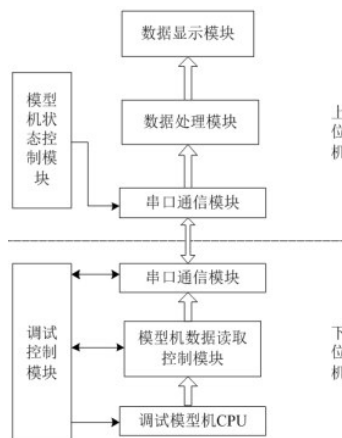 数据显示模块
模型
机状
态控
制模
块
数据处理模块
上
位
机
串口通信模块
串口通信模块
调试
控制
模块
模型机数据读取
控制模块
下
位
机
调试模型机CPU